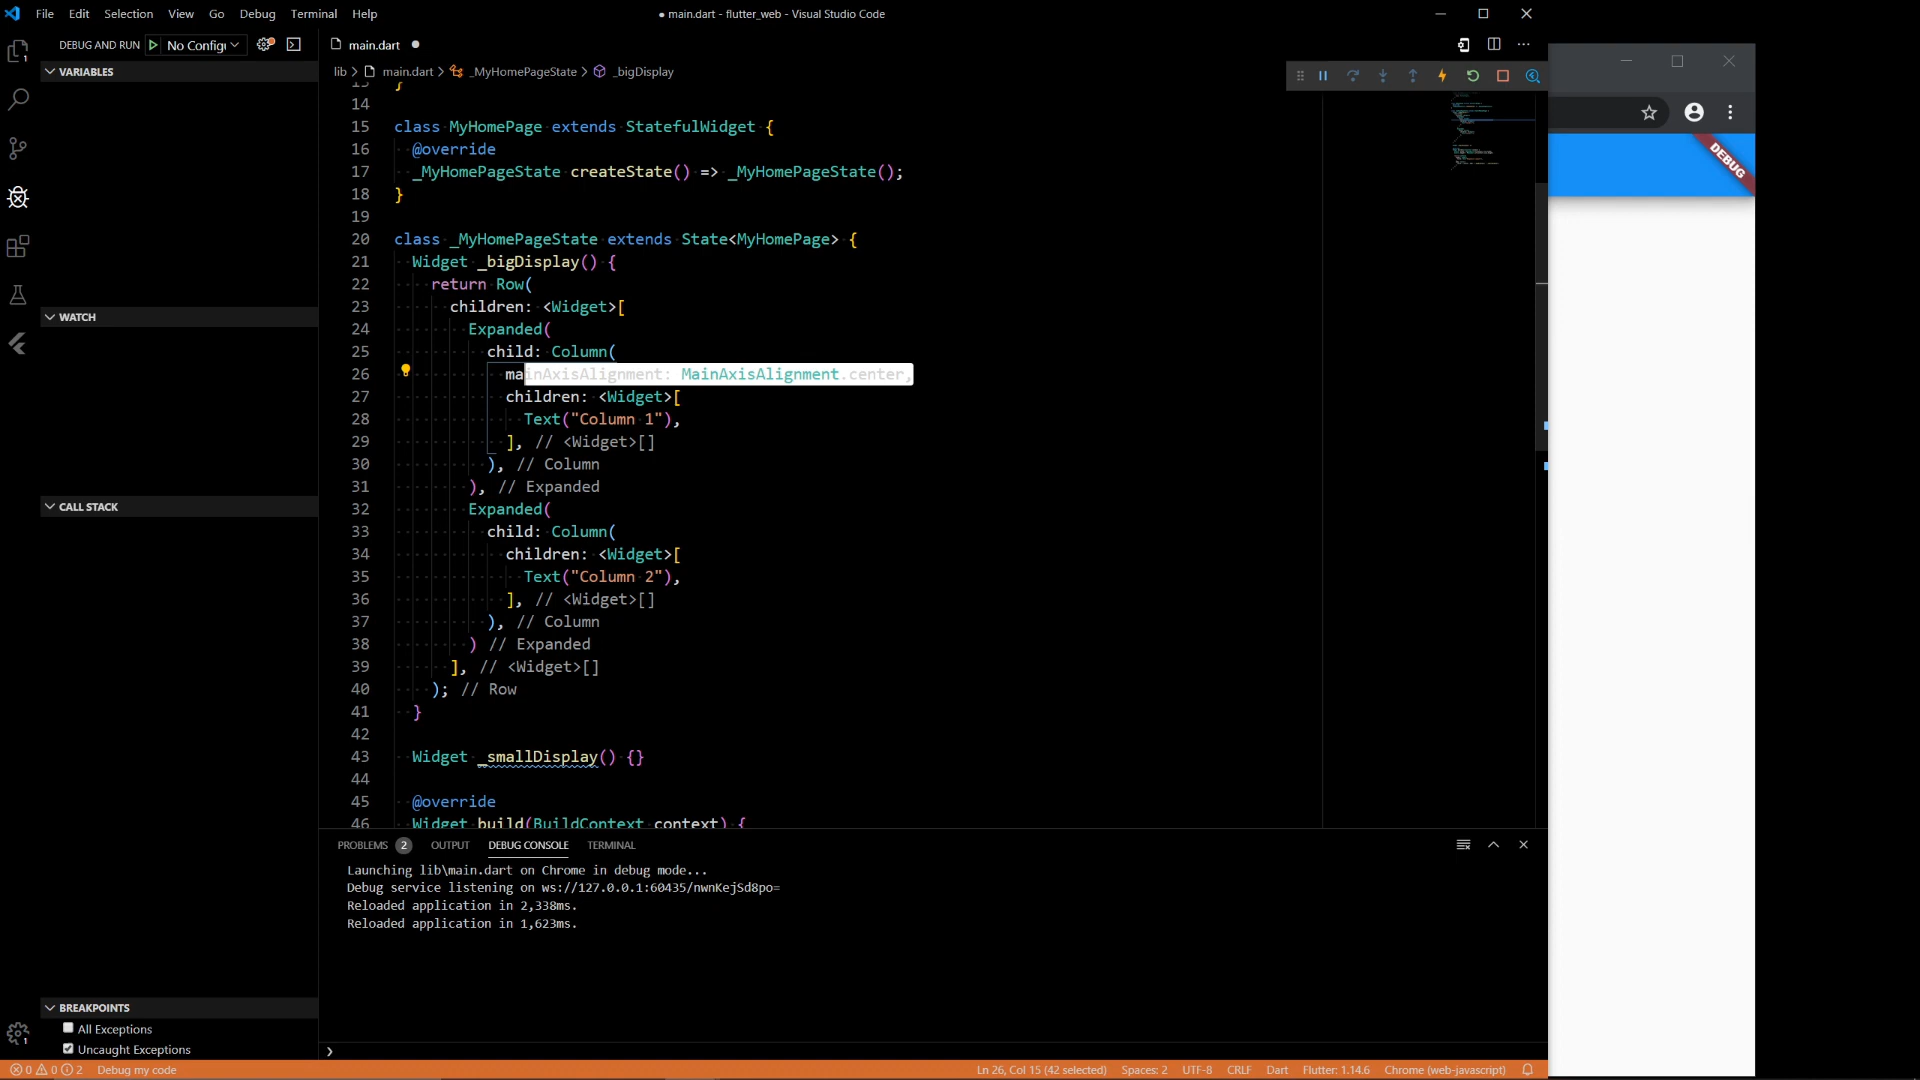 File Edit Selection View Go Debug Terminal Help
● main.dart - flutter_web - Visual Studio Code
DEBUG AND RUN No Config
main.dart
VARIABLES
lib > main.dart > _MyHomePageState > _bigDisplay
13 }
14
15 class MyHomePage extends StatefulWidget {
16 @override
17 _MyHomePageState createState() => _MyHomePageState();
18 }
19
20 class _MyHomePageState extends State<MyHomePage> {
21 Widget _bigDisplay() {
22 return Row(
23 children: <Widget>[
24 Expanded(
25 child: Column(
26 mainAxisAlignment: MainAxisAlignment.center,
27 children: <Widget>[
28 Text("Column 1"),
29 ], // <Widget>[]
30 ), // Column
31 ), // Expanded
32 Expanded(
33 child: Column(
34 children: <Widget>[
35 Text("Column 2"),
36 ], // <Widget>[]
37 ), // Column
38 ) // Expanded
39 ], // <Widget>[]
40 ); // Row
41 }
42
43 Widget _smallDisplay() {}
44
45 @override
46 Widget build(BuildContext context) {
WATCH
CALL STACK
BREAKPOINTS
All Exceptions
Uncaught Exceptions
PROBLEMS 2 OUTPUT DEBUG CONSOLE TERMINAL
Launching lib\main.dart on Chrome in debug mode...
Debug service listening on ws://127.0.0.1:60435/nwnKejSd8po=
Reloaded application in 2,338ms.
Reloaded application in 1,623ms.
0 0 2 Debug my code
Ln 26, Col 15 (42 selected) Spaces: 2 UTF-8 CRLF Dart Flutter: 1.14.6 Chrome (web-javascript)
DEBUG